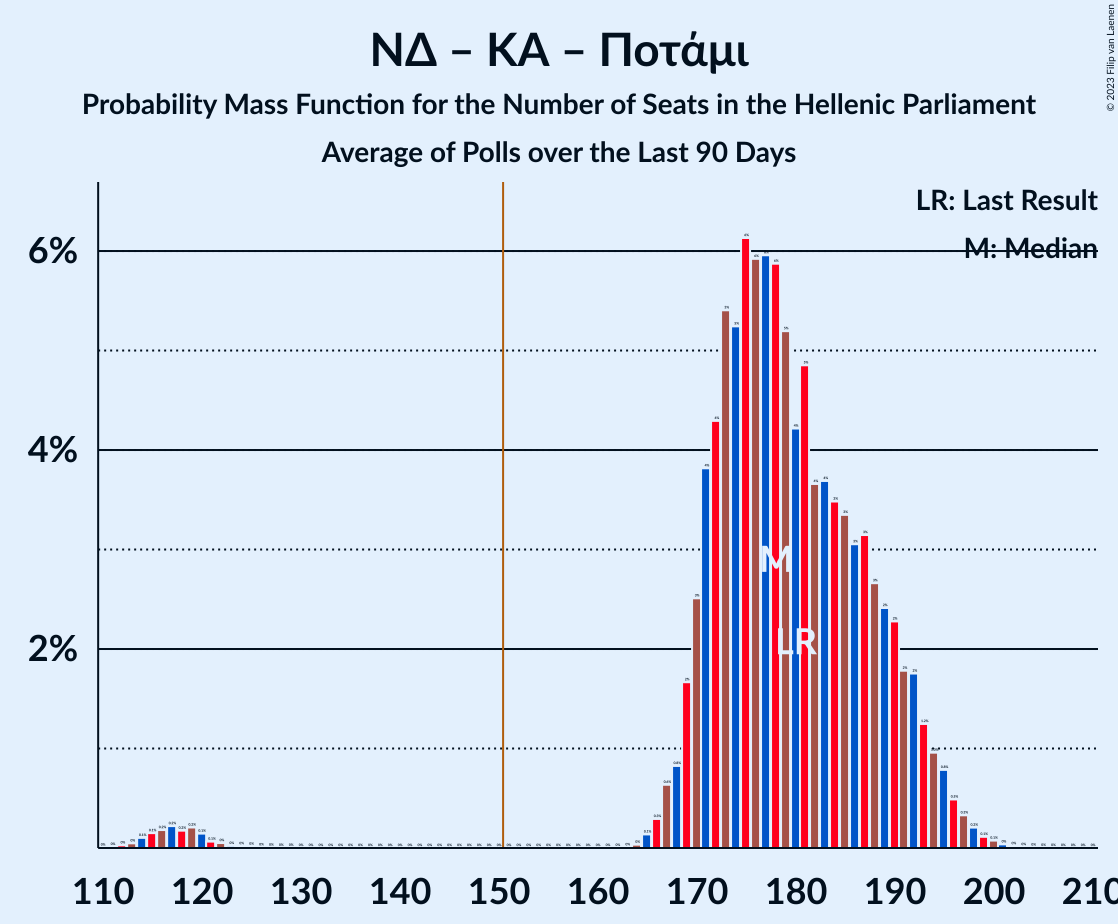 ΝΔ – ΚΑ – Ποτάμι
Probability Mass Function for the Number of Seats in the Hellenic Parliament
Average of Polls over the Last 90 Days
© 2023 Filip van Laenen
LR: Last Result
M: Median
6%
4%
2%
M
LR
110 120 130 140 150 160 170 180 190 200 210